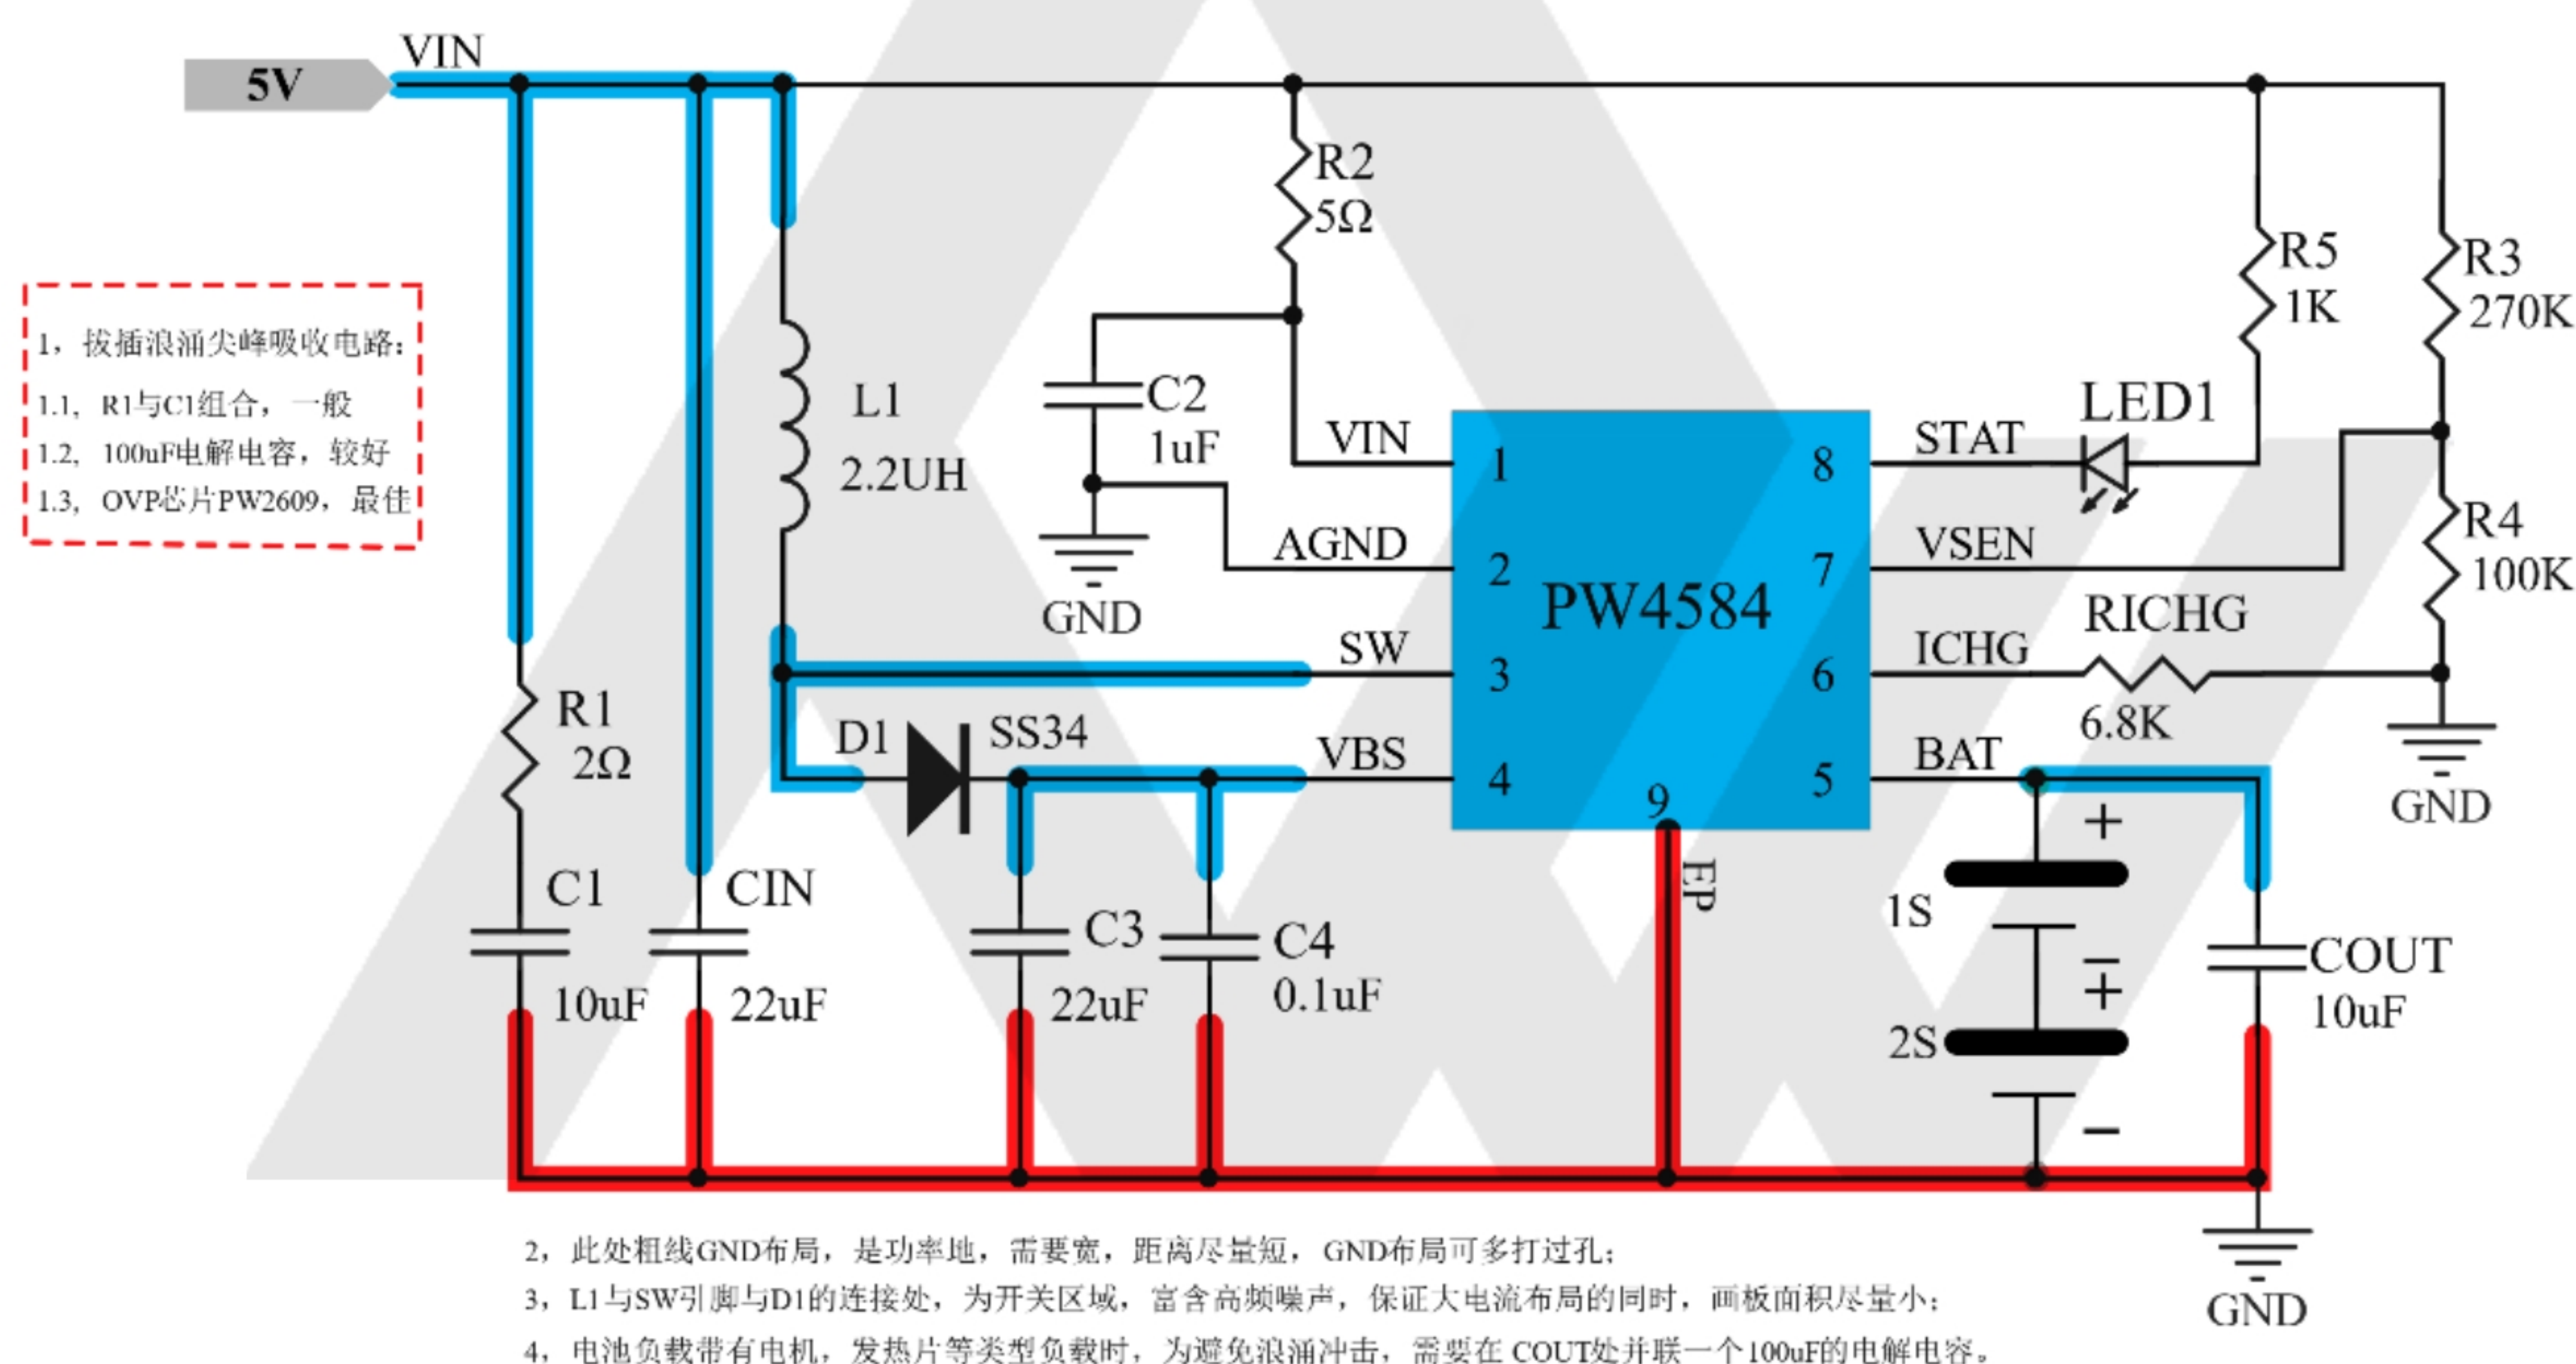 VIN
5V
R2
5Ω
R5
1K
R3
270K
1，拔插浪涌尖峰吸收电路：
1.1， R1与C1组合，一般
1.2， 100uF电解电容，较好
1.3， OVP芯片PW2609，最佳
L1
2.2UH
C2
1uF
GND
VIN
1
AGND
2
SW
3
VBS
4
PW4584
9
EP
8
STAT
LED1
7
VSEN
6
ICHG
RICHG
6.8K
5
BAT
R4
100K
GND
R1
2Ω
D1
SS34
C1
10uF
CIN
22uF
C3
22uF
C4
0.1uF
+
1S
−
+
2S
−
COUT
10uF
GND
2，此处粗线GND布局，是功率地，需要宽，距离尽量短，GND布局可多打过孔；
3，L1与SW引脚与D1的连接处，为开关区域，富含高频噪声，保证大电流布局的同时，画板面积尽量小；
4，电池负载带有电机，发热片等类型负载时，为避免浪涌冲击，需要在 COUT处并联一个100uF的电解电容。